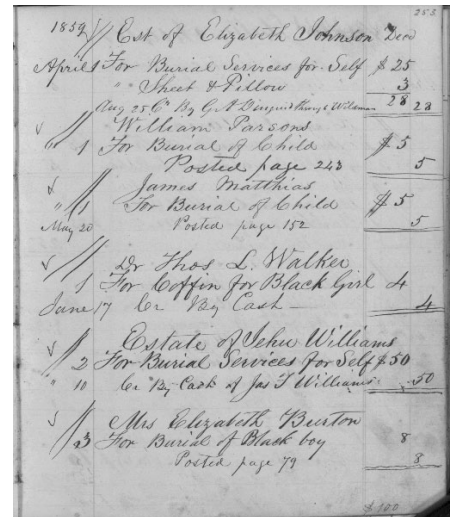 253
1859 Est of Elizabeth Johnson Decd
April 1 For Burial Services for Self $25
" " Sheet & Pillow 3
Aug 25 By 28 28
William Parsons
" 1 For Burial of Child $5
Posted page 243 5
James Matthias
" 1 For Burial of Child $5
May 20 Posted page 152 5
Dr Thos L. Walker
1 For Coffin for Black Girl 4
June 17 Cr By Cash 4
Estate of Jehu Williams
2 For Burial Services for Self $50
" 10 Cr By Cash of Jas T Williams 50
Mrs Elizabeth Burton
3 For Burial of Black boy 8
Posted page 79 8
$100